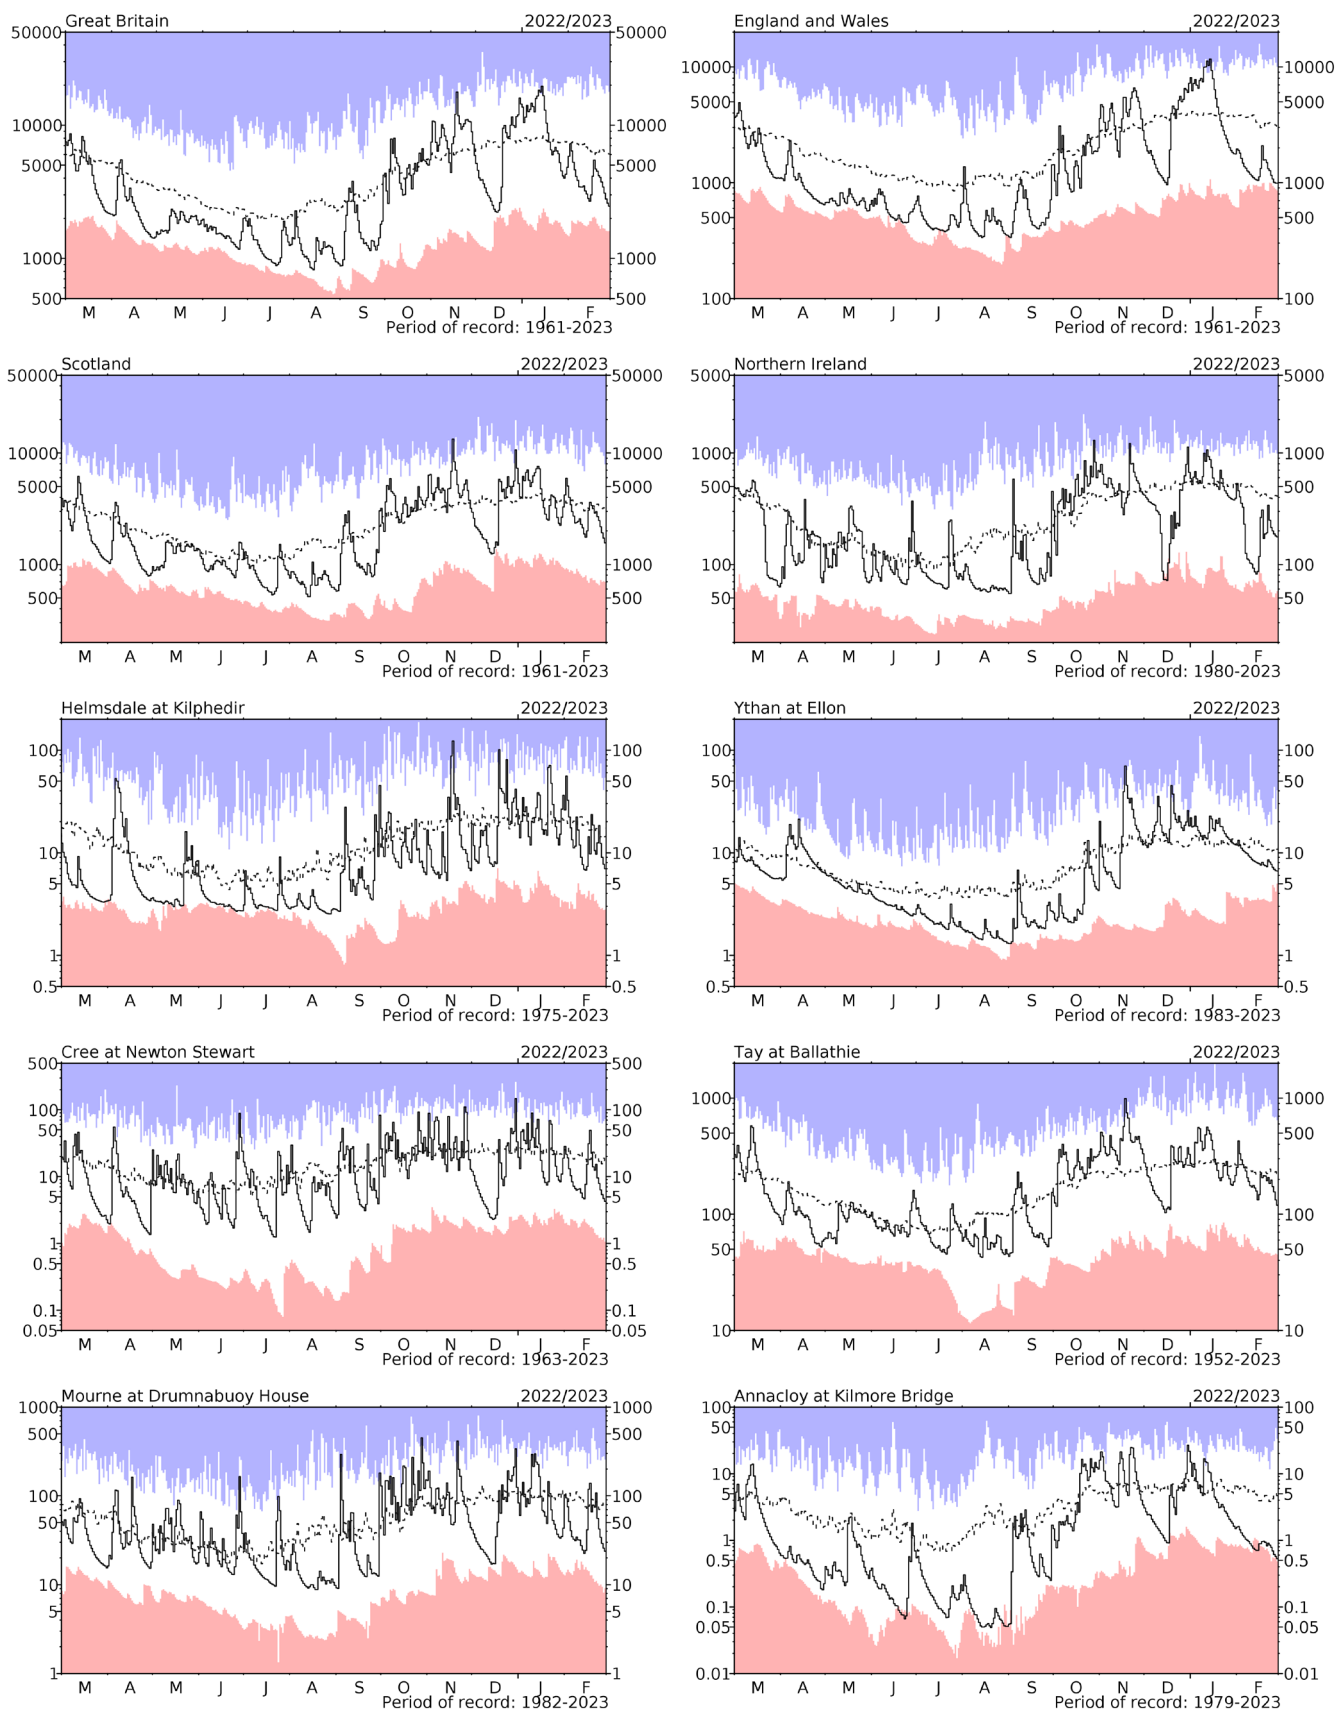 Great Britain 2022/2023
50000 50000
10000 10000
5000 5000
1000 1000
500 500
M A M J J A S O N D J F
Period of record: 1961-2023
England and Wales 2022/2023
10000 10000
5000 5000
1000 1000
500 500
100 100
M A M J J A S O N D J F
Period of record: 1961-2023
Scotland 2022/2023
50000 50000
10000 10000
5000 5000
1000 1000
500 500
M A M J J A S O N D J F
Period of record: 1961-2023
Northern Ireland 2022/2023
5000 5000
1000 1000
500 500
100 100
50 50
M A M J J A S O N D J F
Period of record: 1980-2023
Helmsdale at Kilphedir 2022/2023
100 100
50 50
10 10
5 5
1 1
0.5 0.5
M A M J J A S O N D J F
Period of record: 1975-2023
Ythan at Ellon 2022/2023
100 100
50 50
10 10
5 5
1 1
0.5 0.5
M A M J J A S O N D J F
Period of record: 1983-2023
Cree at Newton Stewart 2022/2023
500 500
100 100
50 50
10 10
5 5
1 1
0.5 0.5
0.1 0.1
0.05 0.05
M A M J J A S O N D J F
Period of record: 1963-2023
Tay at Ballathie 2022/2023
1000 1000
500 500
100 100
50 50
10 10
M A M J J A S O N D J F
Period of record: 1952-2023
Mourne at Drumnabuoy House 2022/2023
1000 1000
500 500
100 100
50 50
10 10
5 5
1 1
M A M J J A S O N D J F
Period of record: 1982-2023
Annacloy at Kilmore Bridge 2022/2023
100 100
50 50
10 10
5 5
1 1
0.5 0.5
0.1 0.1
0.05 0.05
0.01 0.01
M A M J J A S O N D J F
Period of record: 1979-2023